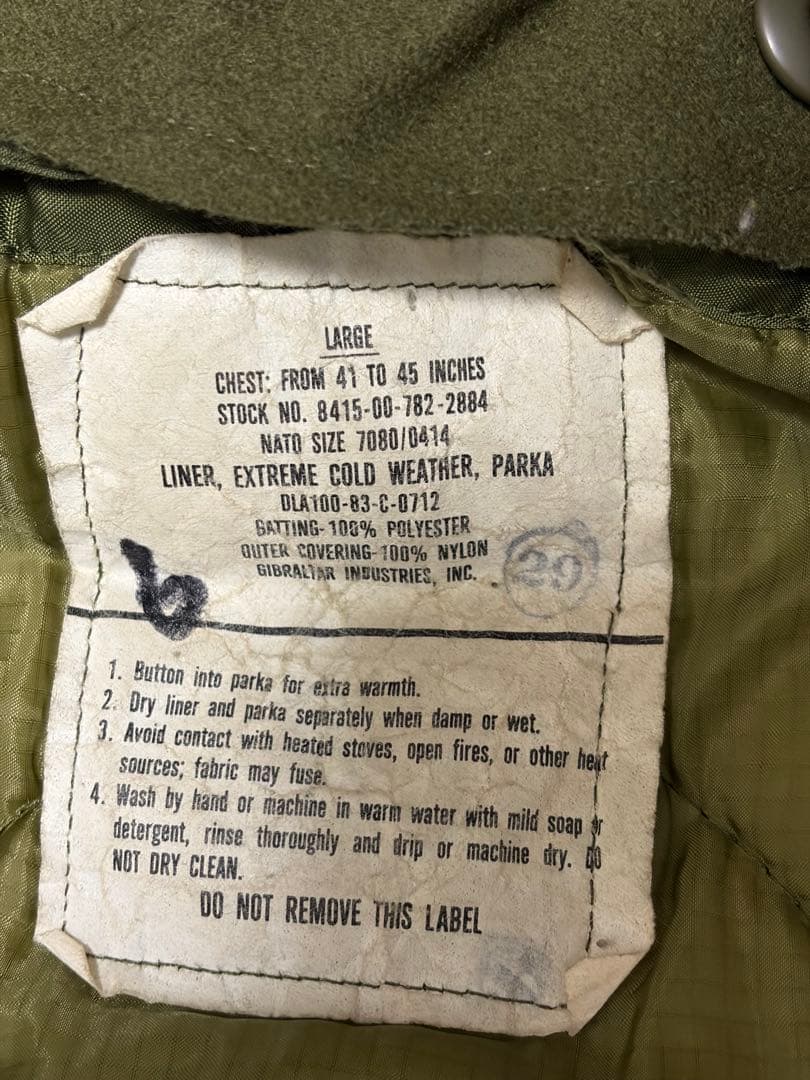 LARGE
CHEST: FROM 41 TO 45 INCHES
STOCK NO. 8415-00-782-2884
NATO SIZE 7080/0414
LINER, EXTREME COLD WEATHER, PARKA
DLA100-83-C-0712
BATTING-100% POLYESTER
OUTER COVERING-100% NYLON
GIBRALTAR INDUSTRIES, INC.
29
6
1. Button into parka for extra warmth.
2. Dry liner and parka separately when damp or wet.
3. Avoid contact with heated stoves, open fires, or other heat
sources; fabric may fuse.
4. Wash by hand or machine in warm water with mild soap or
detergent, rinse thoroughly and drip or machine dry. DO
NOT DRY CLEAN.
DO NOT REMOVE THIS LABEL